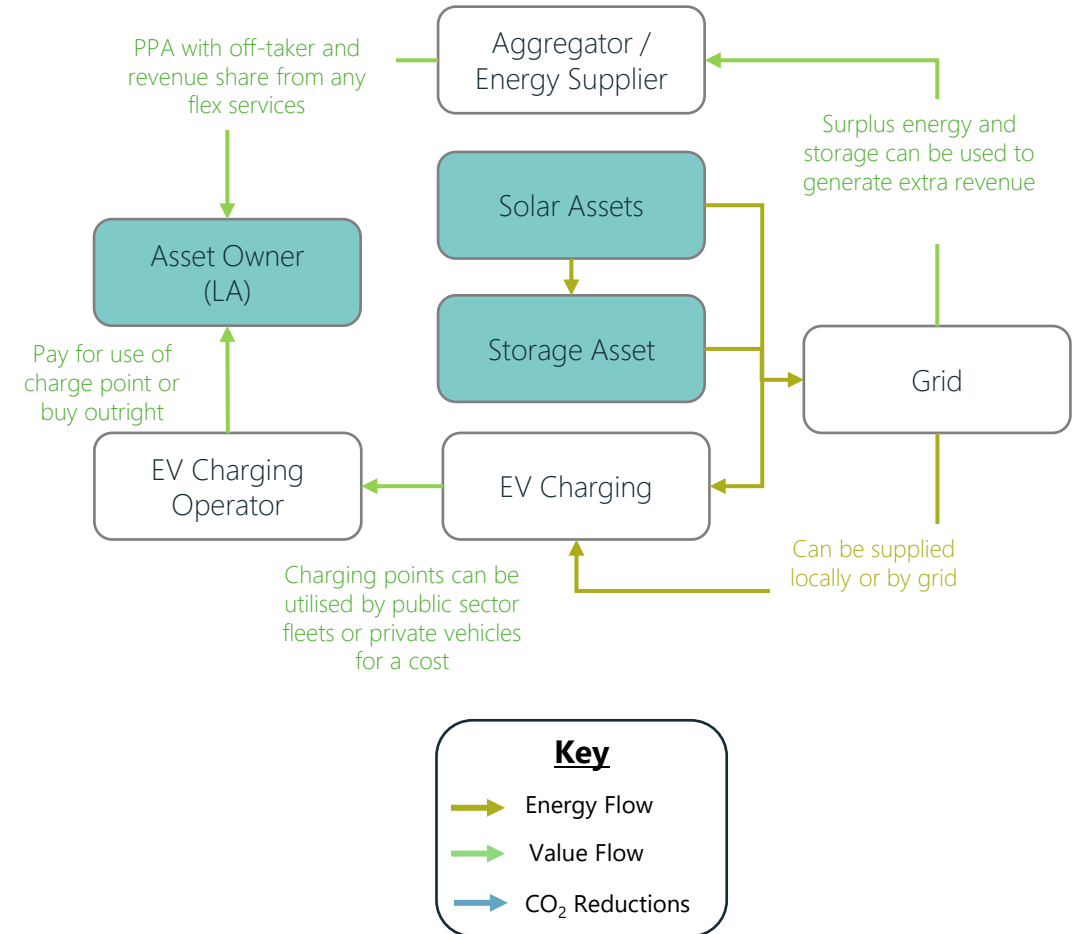 PPA with off-taker and
revenue share from any
flex services
Aggregator /
Energy Supplier
Surplus energy and
storage can be used to
generate extra revenue
Solar Assets
Asset Owner
(LA)
Storage Asset
Grid
Pay for use of
charge point or
buy outright
EV Charging
Operator
EV Charging
Can be supplied
locally or by grid
Charging points can be
utilised by public sector
fleets or private vehicles
for a cost
Key
Energy Flow
Value Flow
CO₂ Reductions